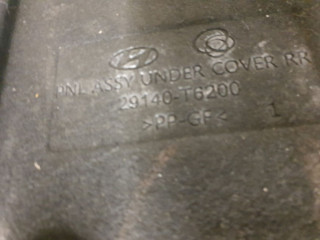 PNL ASSY UNDER COVER RR
29140-T6200
>PP-GF< 1